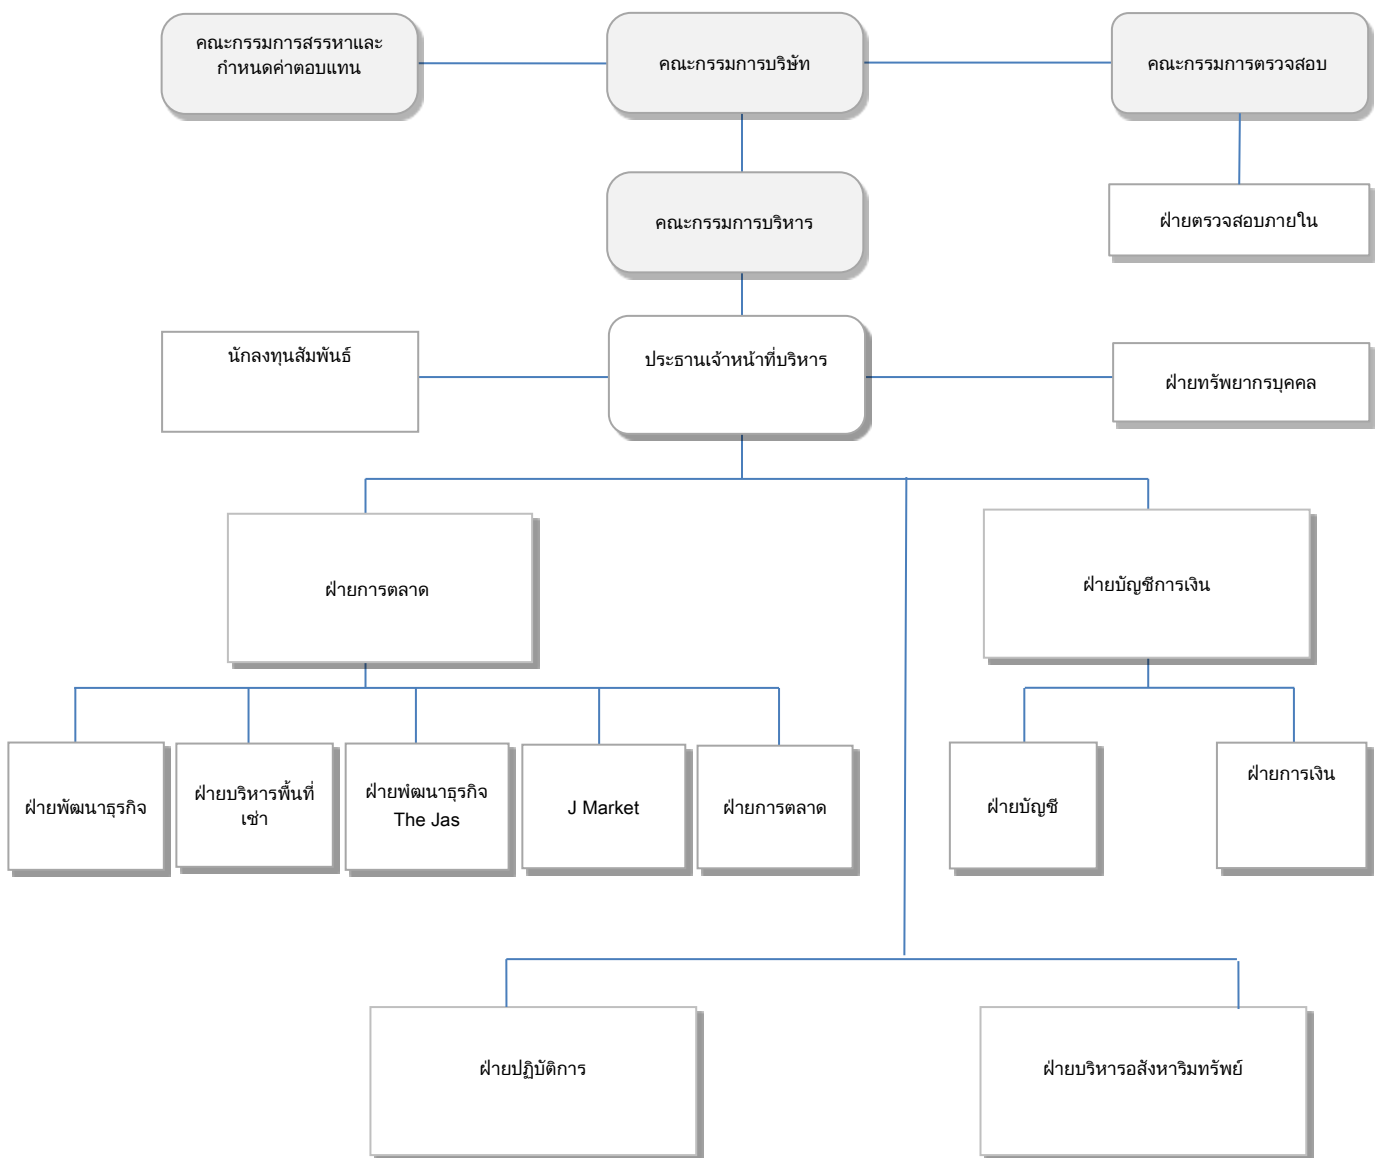 คณะกรรมการสรรหาและ
กำหนดค่าตอบแทน
คณะกรรมการบริษัท
คณะกรรมการตรวจสอบ
คณะกรรมการบริหาร
ฝ่ายตรวจสอบภายใน
นักลงทุนสัมพันธ์
ประธานเจ้าหน้าที่บริหาร
ฝ่ายทรัพยากรบุคคล
ฝ่ายการตลาด
ฝ่ายบัญชีการเงิน
ฝ่ายพัฒนาธุรกิจ
ฝ่ายบริหารพื้นที่
เช่า
ฝ่ายพํฒนาธุรกิจ
The Jas
J Market
ฝ่ายการตลาด
ฝ่ายบัญชี
ฝ่ายการเงิน
ฝ่ายปฏิบัติการ
ฝ่ายบริหารอสังหาริมทรัพย์